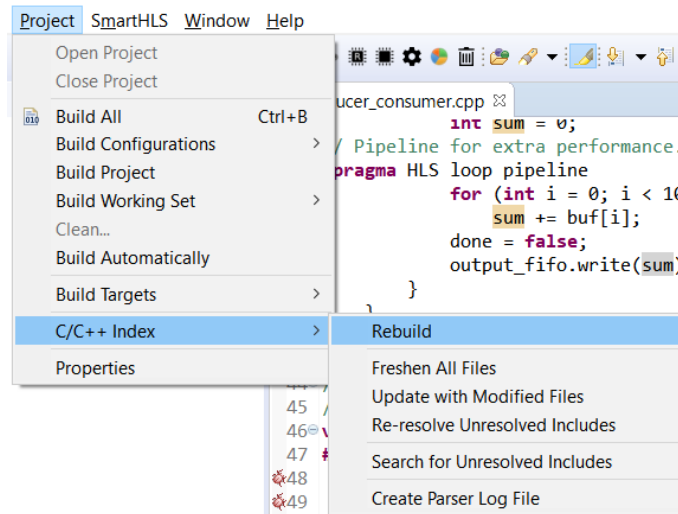 Project SmartHLS Window Help
Open Project
Close Project
Build All Ctrl+B
Build Configurations
Build Project
Build Working Set
Clean...
Build Automatically
Build Targets
C/C++ Index
Properties
Rebuild
Freshen All Files
Update with Modified Files
Re-resolve Unresolved Includes
Search for Unresolved Includes
Create Parser Log File
ucer_consumer.cpp
int sum = 0;
/ Pipeline for extra performance.
pragma HLS loop pipeline
for (int i = 0; i < 10
sum += buf[i];
done = false;
output_fifo.write(sum)
}
}
44 /
45 /
46 v
47 #
48
49